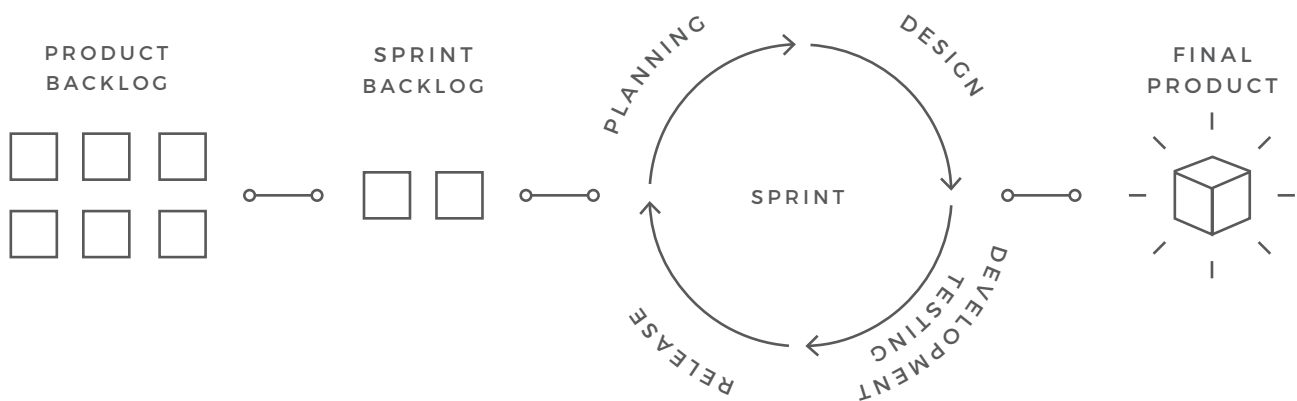 PRODUCT
BACKLOG
SPRINT
BACKLOG
PLANNING
DESIGN
SPRINT
DEVELOPMENT
TESTING
RELEASE
FINAL
PRODUCT